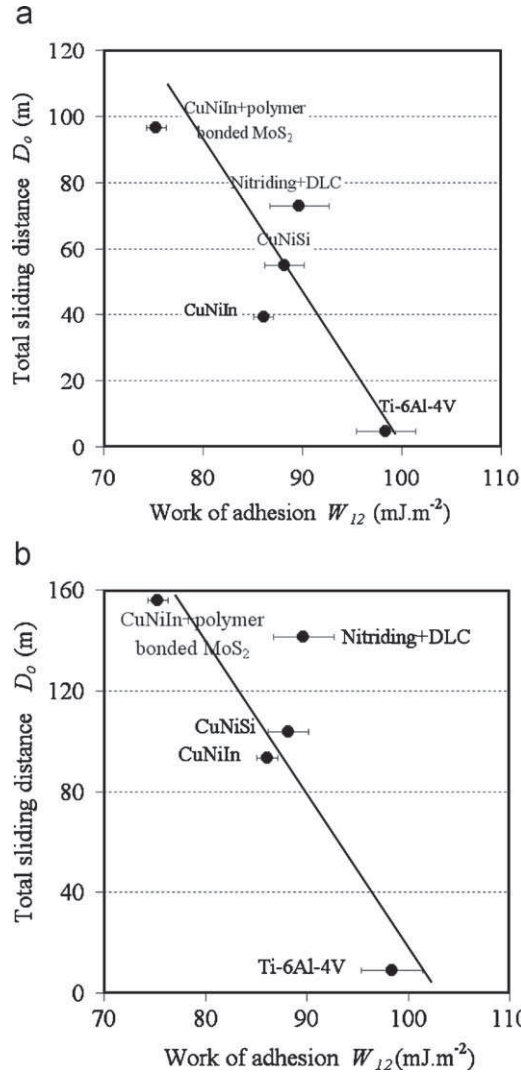 a
120
100
80
60
40
20
0
Total sliding distance D_o (m)
CuNiIn+polymer
bonded MoS₂
Nitriding+DLC
CuNiSi
CuNiIn
Ti-6Al-4V
70 80 90 100 110
Work of adhesion W₁₂ (mJ.m⁻²)
b
160
120
80
40
0
Total sliding distance D_o (m)
CuNiIn+polymer
bonded MoS₂
Nitriding+DLC
CuNiSi
CuNiIn
Ti-6Al-4V
70 80 90 100 110
Work of adhesion W₁₂(mJ.m⁻²)